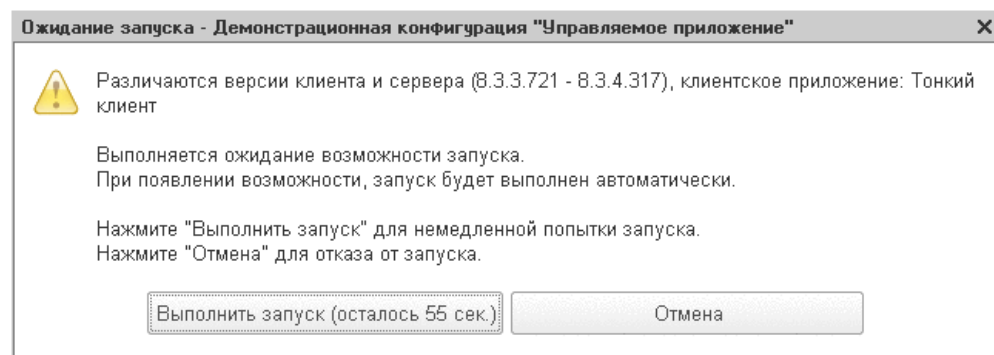 Ожидание запуска - Демонстрационная конфигурация "Управляемое приложение"
Различаются версии клиента и сервера (8.3.3.721 - 8.3.4.317), клиентское приложение: Тонкий
клиент
Выполняется ожидание возможности запуска.
При появлении возможности, запуск будет выполнен автоматически.
Нажмите "Выполнить запуск" для немедленной попытки запуска.
Нажмите "Отмена" для отказа от запуска.
Выполнить запуск (осталось 55 сек.)
Отмена